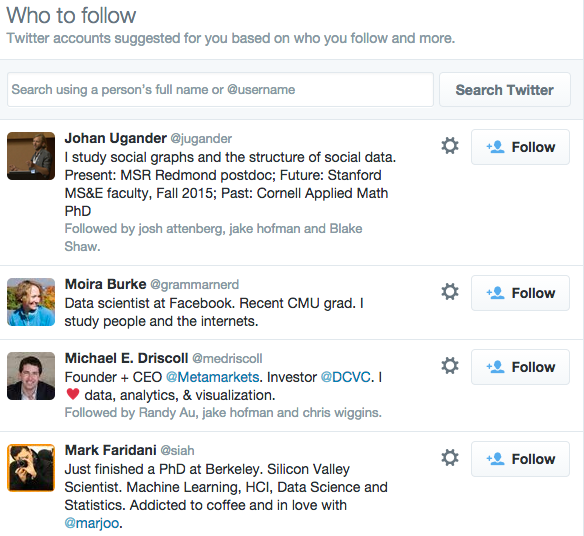 Who to follow
Twitter accounts suggested for you based on who you follow and more.
Search using a person's full name or @username
Search Twitter
Johan Ugander @jugander
Follow
I study social graphs and the structure of social data.
Present: MSR Redmond postdoc; Future: Stanford
MS&E faculty, Fall 2015; Past: Cornell Applied Math
PhD
Followed by josh attenberg, jake hofman and Blake
Shaw.
Moira Burke @grammarnerd
Follow
Data scientist at Facebook. Recent CMU grad. I
study people and the internets.
Michael E. Driscoll @medriscoll
Follow
Founder + CEO @Metamarkets. Investor @DCVC. I
❤ data, analytics, & visualization.
Followed by Randy Au, jake hofman and chris wiggins.
Mark Faridani @siah
Follow
Just finished a PhD at Berkeley. Silicon Valley
Scientist. Machine Learning, HCI, Data Science and
Statistics. Addicted to coffee and in love with
@marjoo.